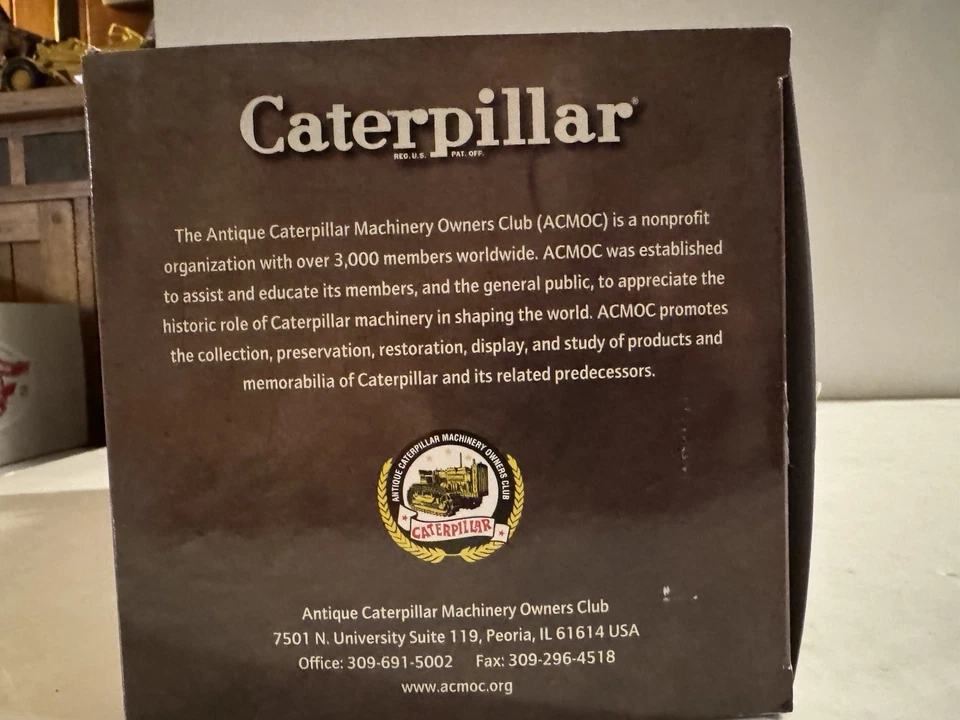 Caterpillar®
REG. U.S. PAT. OFF.
The Antique Caterpillar Machinery Owners Club (ACMOC) is a nonprofit
organization with over 3,000 members worldwide. ACMOC was established
to assist and educate its members, and the general public, to appreciate the
historic role of Caterpillar machinery in shaping the world. ACMOC promotes
the collection, preservation, restoration, display, and study of products and
memorabilia of Caterpillar and its related predecessors.
ANTIQUE CATERPILLAR MACHINERY OWNERS CLUB
CATERPILLAR
Antique Caterpillar Machinery Owners Club
7501 N. University Suite 119, Peoria, IL 61614 USA
Office: 309-691-5002 Fax: 309-296-4518
www.acmoc.org